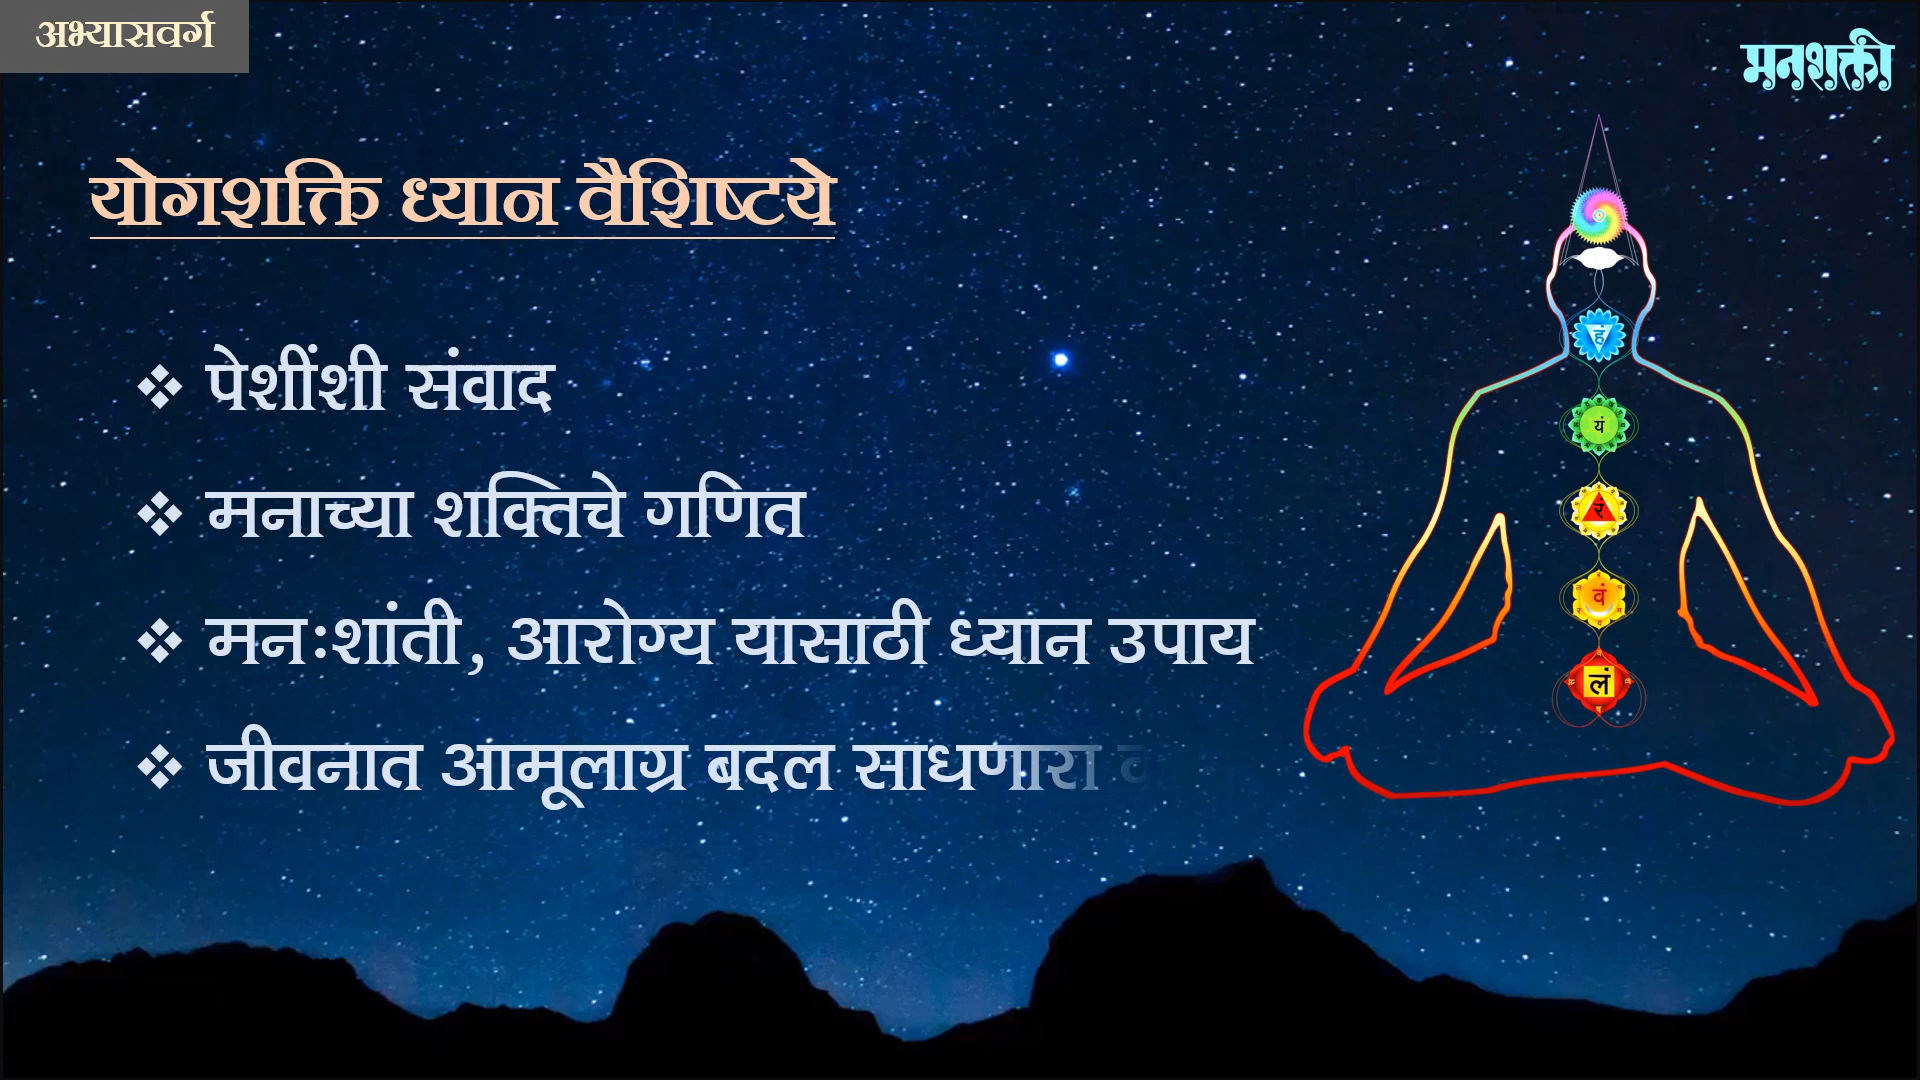 अभ्यासवर्ग
मनशक्ती
योगशक्ति ध्यान वैशिष्टये
❖ पेशींशी संवाद
❖ मनाच्या शक्तिचे गणित
❖ मनःशांती, आरोग्य यासाठी ध्यान उपाय
❖ जीवनात आमूलाग्र बदल साधणारा
हं
यं
रं
वं
लं